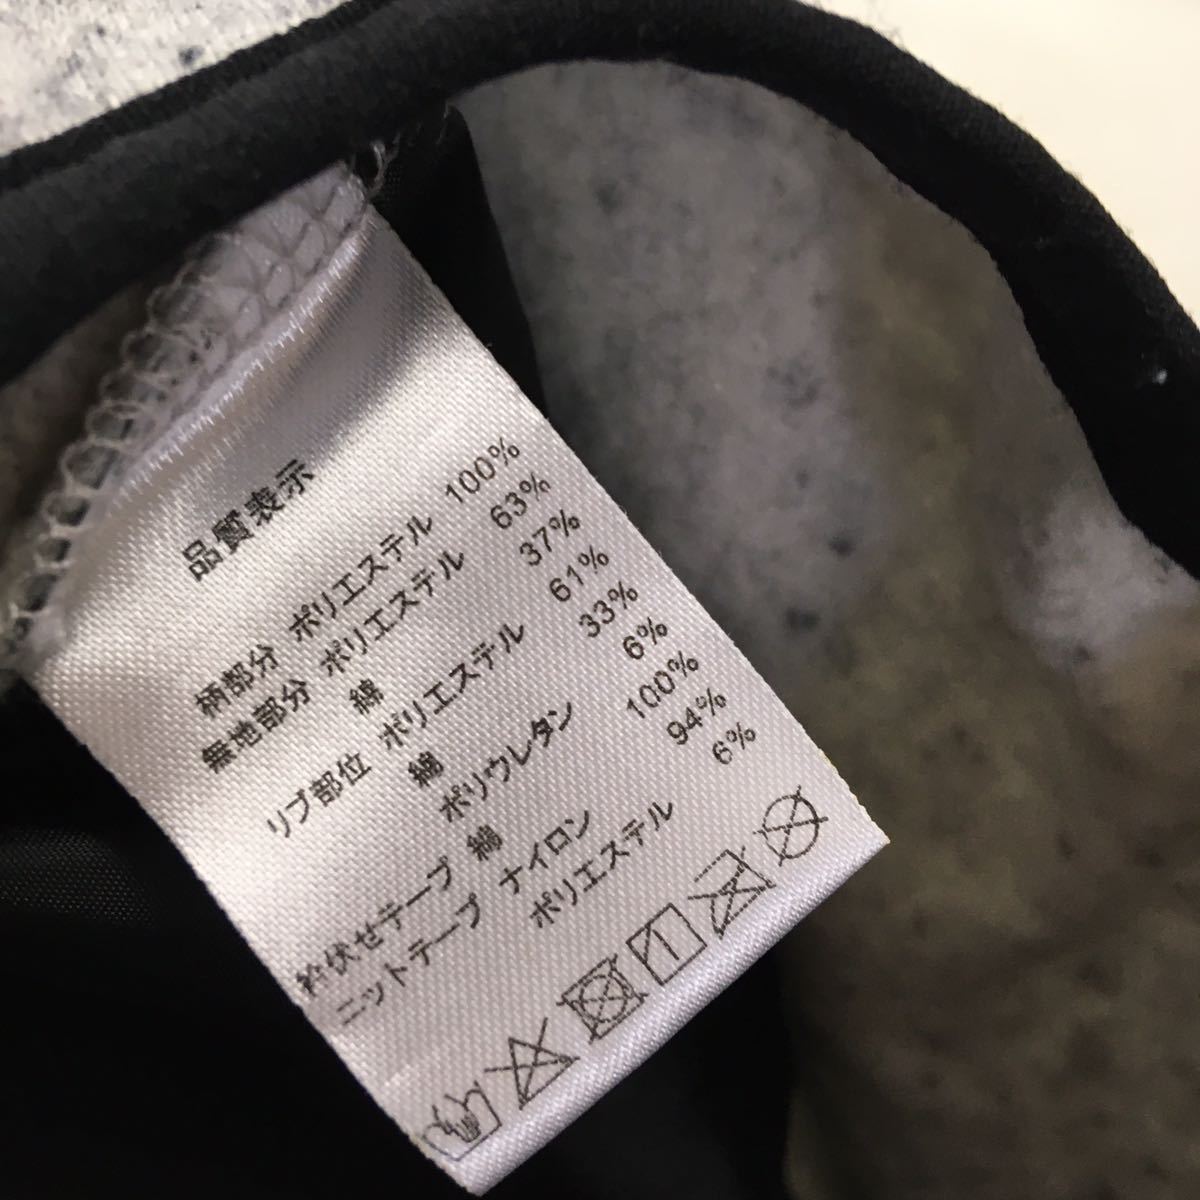 品質表示
柄部分 ポリエステル 100%
無地部分 ポリエステル 63%
綿 37%
リブ部位 ポリエステル 61%
綿 33%
ポリウレタン 6%
衿伏せテープ 綿 100%
ニットテープ ナイロン 94%
ポリエステル 6%